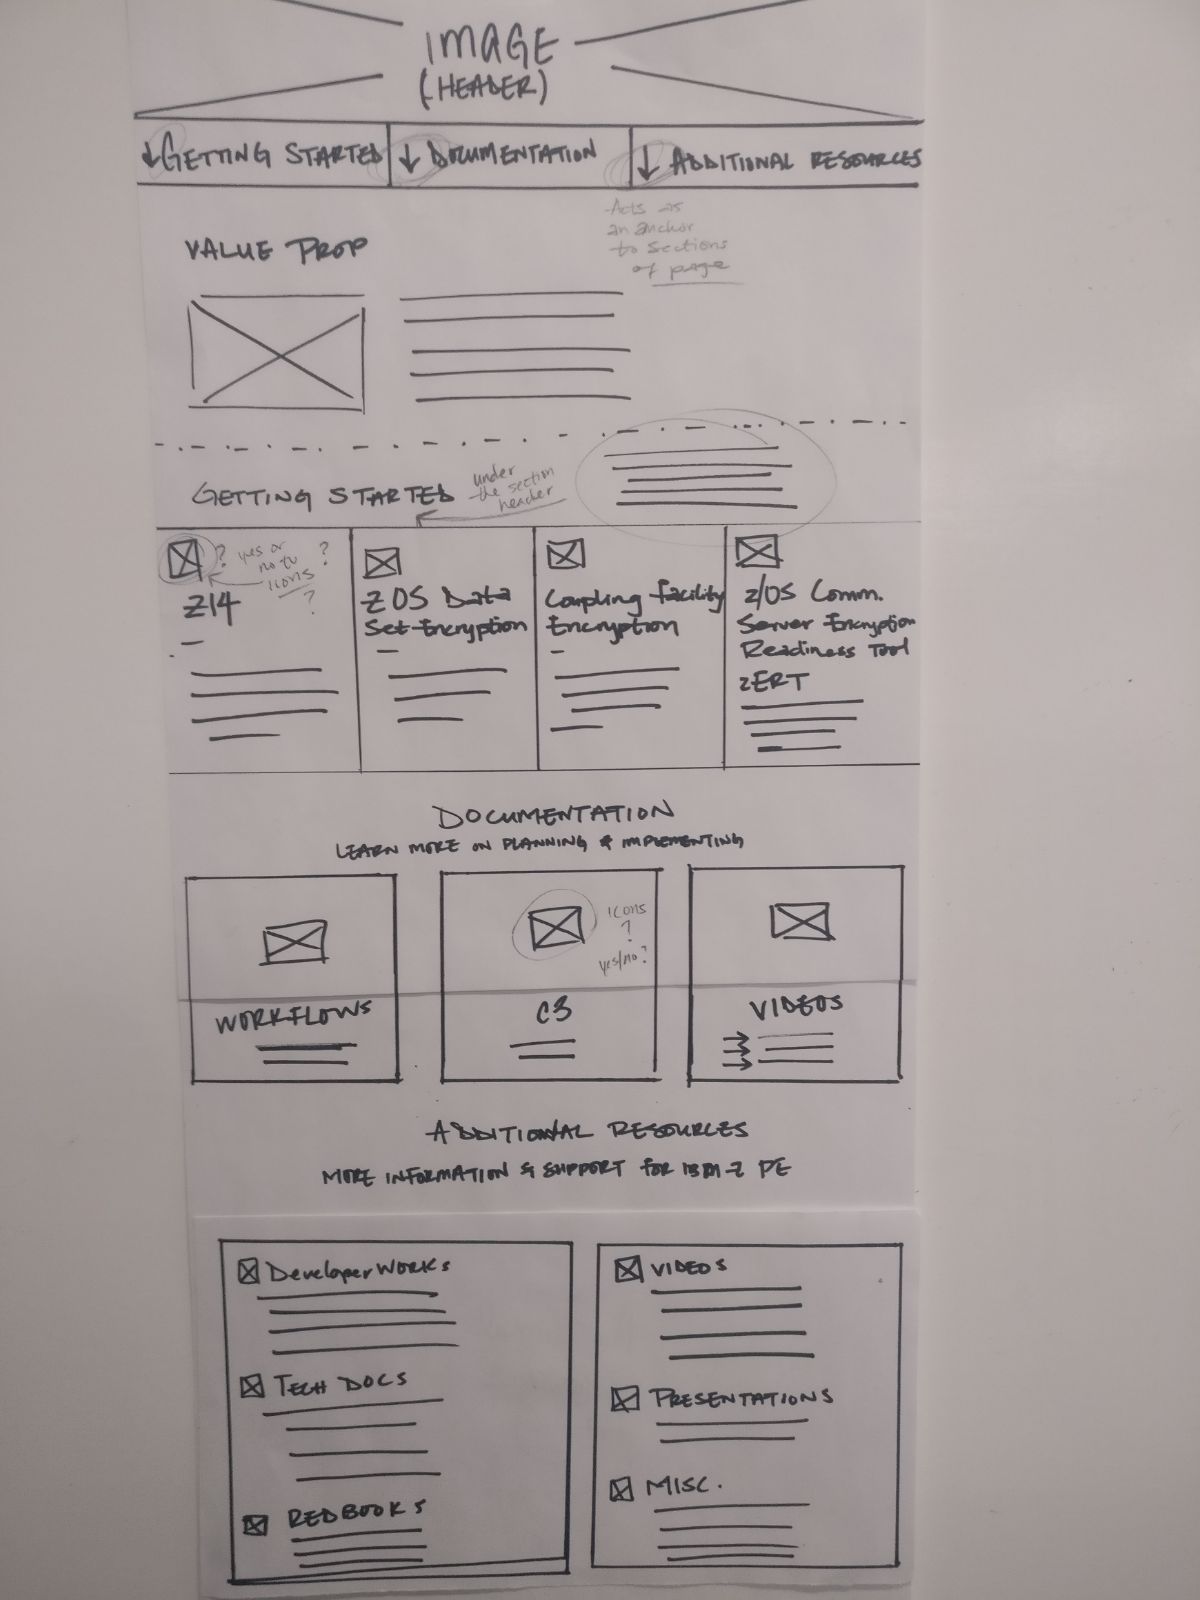 IMAGE
(HEADER)
↓ GETTING STARTED
↓ DOCUMENTATION
↓ ADDITIONAL RESOURCES
Acts as
an anchor
to sections
of page
VALUE PROP
GETTING STARTED
under
the section
header
? yes or ?
no to
icons
?
Z14
Z OS Data
Set Encryption
Coupling Facility
Encryption
z/OS Comm.
Server Encryption
Readiness Tool
zERT
DOCUMENTATION
LEARN MORE ON PLANNING & IMPLEMENTING
WORKFLOWS
C3
icons
?
yes/no?
VIDEOS
ADDITIONAL RESOURCES
MORE INFORMATION & SUPPORT for IBM Z PE
DeveloperWorks
TECH DOCS
REDBOOKS
VIDEOS
PRESENTATIONS
MISC.